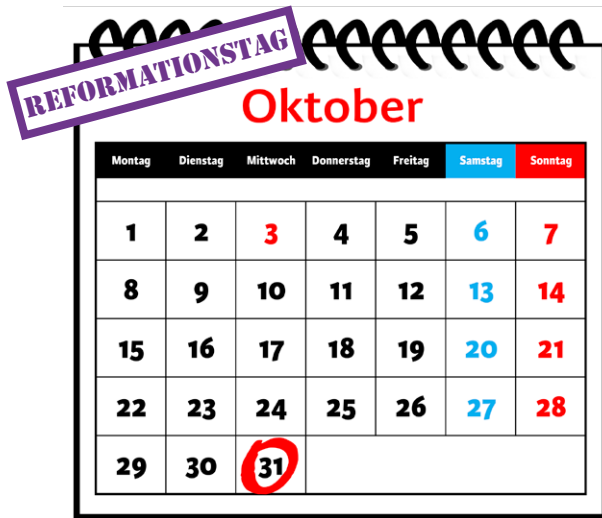 REFORMATIONSTAG
Oktober
Montag Dienstag Mittwoch Donnerstag Freitag Samstag Sonntag
1 2 3 4 5 6 7
8 9 10 11 12 13 14
15 16 17 18 19 20 21
22 23 24 25 26 27 28
29 30 31